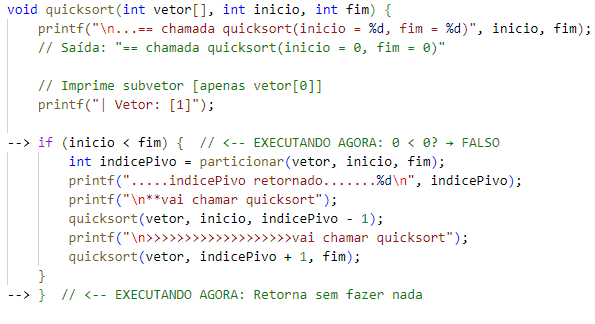 void quicksort(int vetor[], int inicio, int fim) {
printf("\n...== chamada quicksort(inicio = %d, fim = %d)", inicio, fim);
// Saída: "== chamada quicksort(inicio = 0, fim = 0)"
// Imprime subvetor [apenas vetor[0]]
printf("| Vetor: [1]");
--> if (inicio < fim) {  // <-- EXECUTANDO AGORA: 0 < 0? → FALSO
int indicePivo = particionar(vetor, inicio, fim);
printf(".....indicePivo retornado.......%d\n", indicePivo);
printf("\n**vai chamar quicksort");
quicksort(vetor, inicio, indicePivo - 1);
printf("\n>>>>>>>>>>>>>>>>>>>vai chamar quicksort");
quicksort(vetor, indicePivo + 1, fim);
}
--> }  // <-- EXECUTANDO AGORA: Retorna sem fazer nada